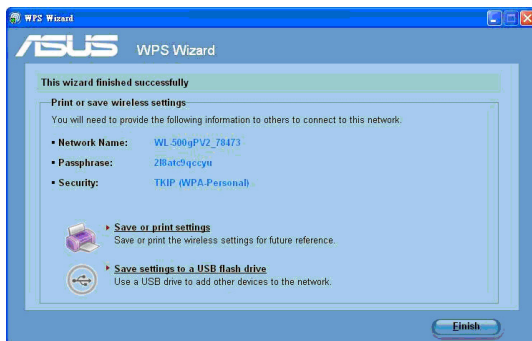 WPS Wizard
ASUS WPS Wizard
This wizard finished successfully
Print or save wireless settings
You will need to provide the following information to others to connect to this network.
▪ Network Name: WL-500gPV2_78473
▪ Passphrase: 2l8atc9qccyu
▪ Security: TKIP (WPA-Personal)
Save or print settings
Save or print the wireless settings for future reference.
Save settings to a USB flash drive
Use a USB drive to add other devices to the network.
Finish